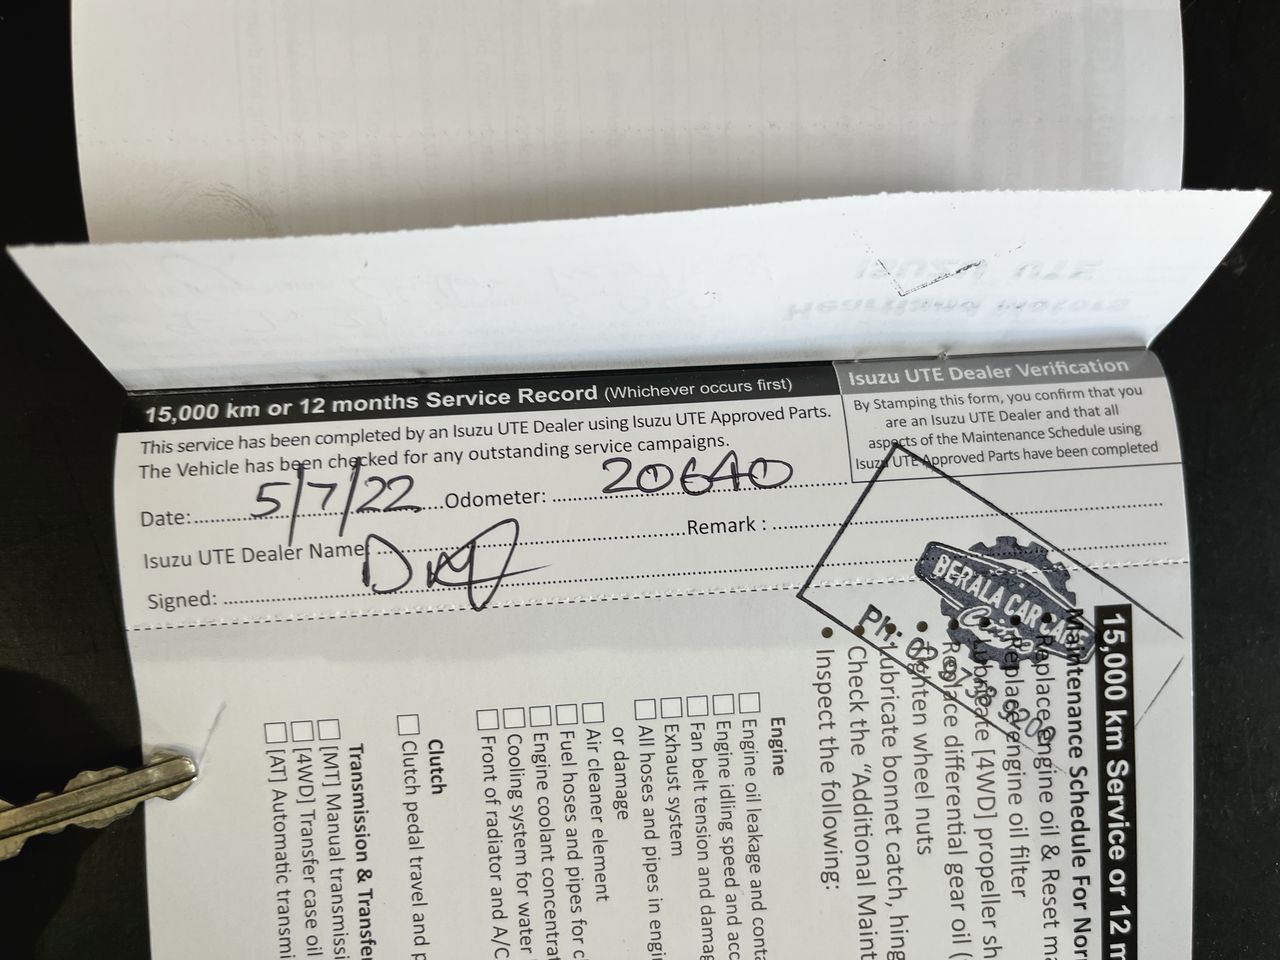 15,000 km or 12 months Service Record (Whichever occurs first)
Isuzu UTE Dealer Verification
This service has been completed by an Isuzu UTE Dealer using Isuzu UTE Approved Parts.
The Vehicle has been checked for any outstanding service campaigns.
By Stamping this form, you confirm that you
are an Isuzu UTE Dealer and that all
aspects of the Maintenance Schedule using
Isuzu UTE Approved Parts have been completed
Date: 5/7/22 Odometer: 20640
Isuzu UTE Dealer Name Remark :
Signed:
BERALA CAR CARE
Centre
PH:
15,000 km Service or 12 m
Maintenance Schedule For Nor
Replace engine oil & Reset ma
Replace engine oil filter
Lubricate [4WD] propeller sh
Replace differential gear oil (
Tighten wheel nuts
Lubricate bonnet catch, hing
Check the "Additional Maint
Inspect the following:
Engine
Engine oil leakage and conta
Engine idling speed and acc
Fan belt tension and damag
Exhaust system
All hoses and pipes in engi
or damage
Air cleaner element
Fuel hoses and pipes for c
Engine coolant concentrat
Cooling system for water
Front of radiator and A/C
Clutch
Clutch pedal travel and p
Transmission & Transfe
[MT] Manual transmissi
[4WD] Transfer case oil
[AT] Automatic transmi